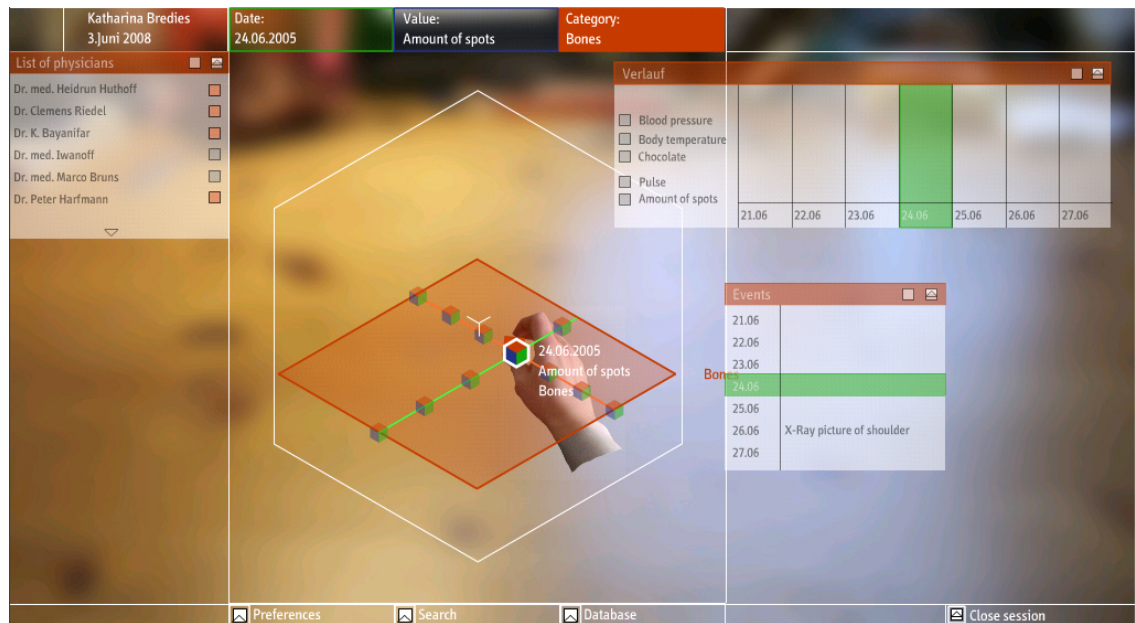 Katharina Bredies
3.Juni 2008
Date:
24.06.2005
Value:
Amount of spots
Category:
Bones
List of physicians
Dr. med. Heidrun Huthoff
Dr. Clemens Riedel
Dr. K. Bayanifar
Dr. med. Iwanoff
Dr. med. Marco Bruns
Dr. Peter Harfmann
Verlauf
Blood pressure
Body temperature
Chocolate
Pulse
Amount of spots
21.06
22.06
23.06
24.06
25.06
26.06
27.06
24.06.2005
Amount of spots
Bones
Bones
Events
21.06
22.06
23.06
24.06
25.06
26.06 X-Ray picture of shoulder
27.06
Preferences
Search
Database
Close session